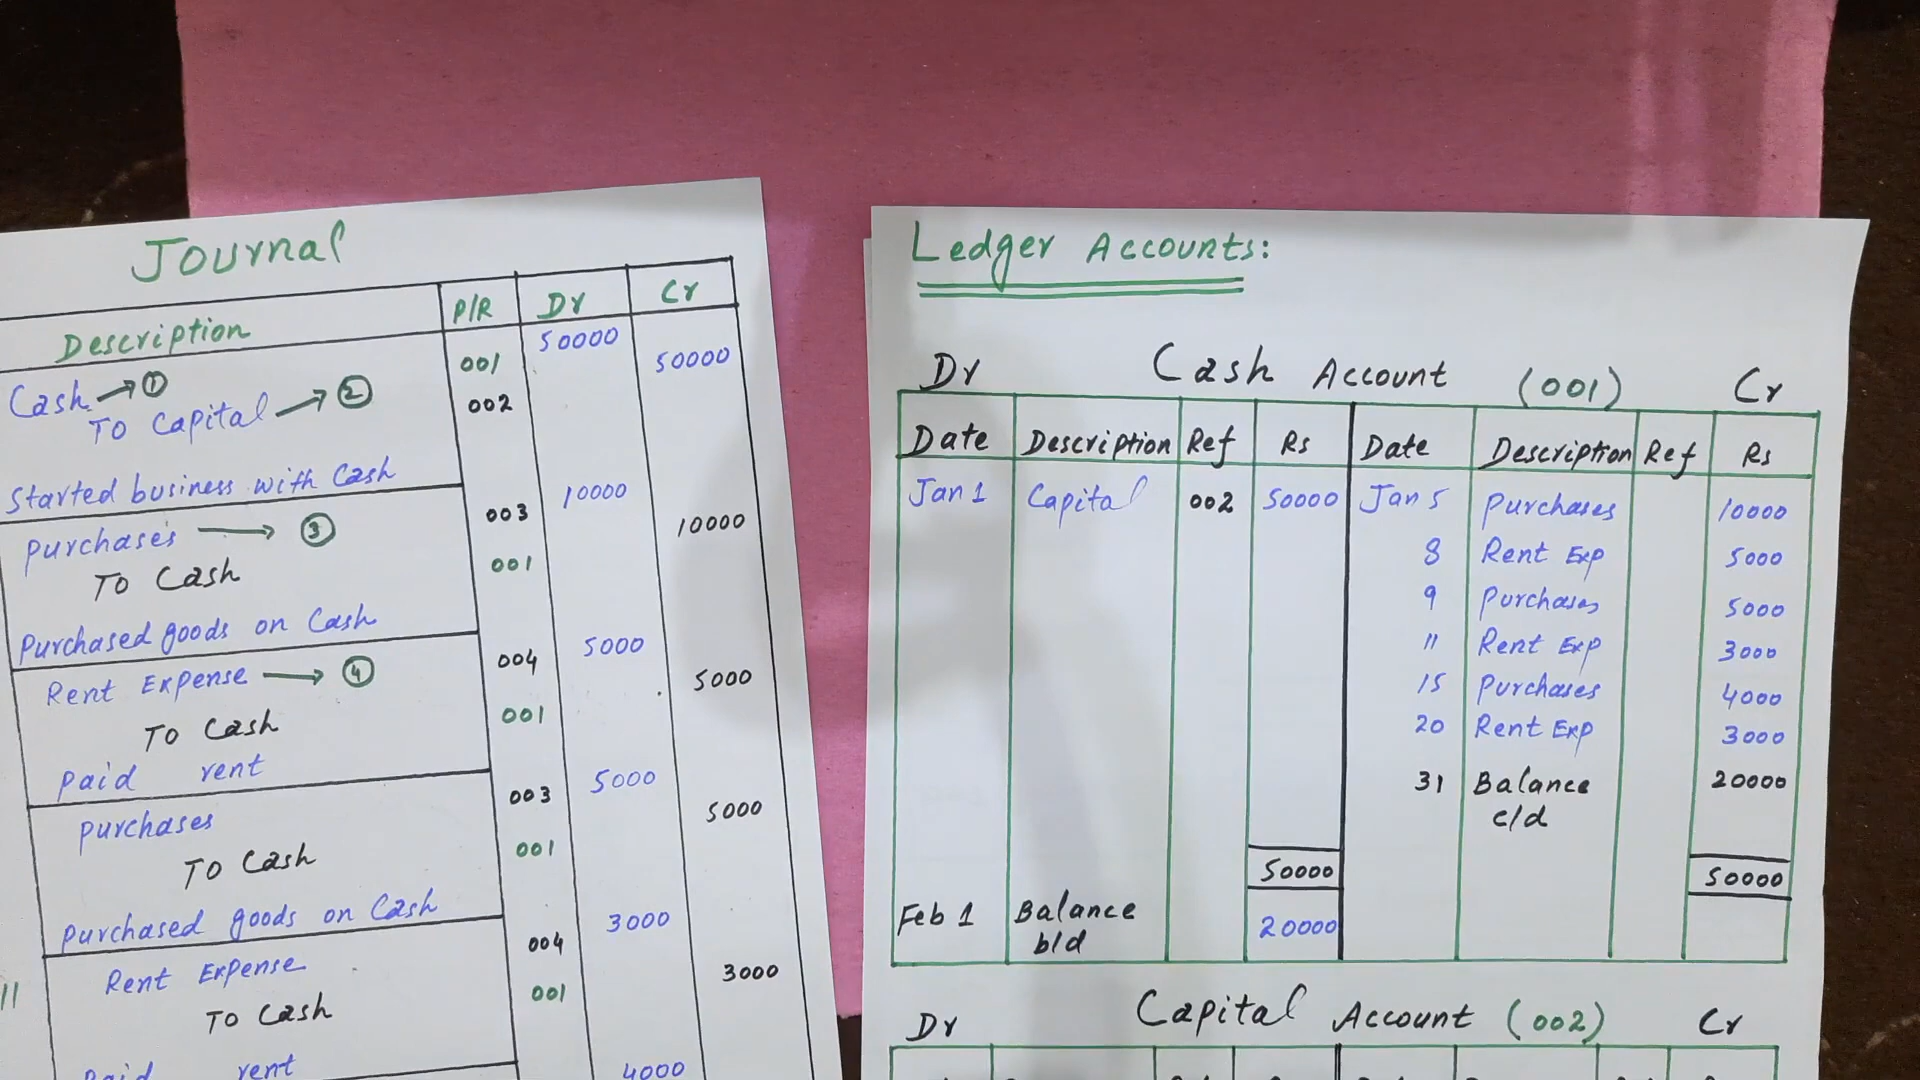 Journal
Description P/R Dr Cr
Cash → ① 001 50000
To Capital → ② 002 50000
Started business with Cash
Purchases → ③ 003 10000
To Cash 001 10000
Purchased goods on Cash
Rent Expense → ④ 004 5000
To Cash 001 5000
Paid rent
Purchases 003 5000
To Cash 001 5000
Purchased goods on Cash
11 Rent Expense 004 3000
To Cash 001 3000
Paid rent
4000
Ledger Accounts:
Dr Cash Account (001) Cr
Date Description Ref Rs Date Description Ref Rs
Jan 1 Capital 002 50000 Jan 5 Purchases 10000
8 Rent Exp 5000
9 Purchases 5000
11 Rent Exp 3000
15 Purchases 4000
20 Rent Exp 3000
31 Balance 20000
c/d
50000 50000
Feb 1 Balance 20000
b/d
Dr Capital Account (002) Cr